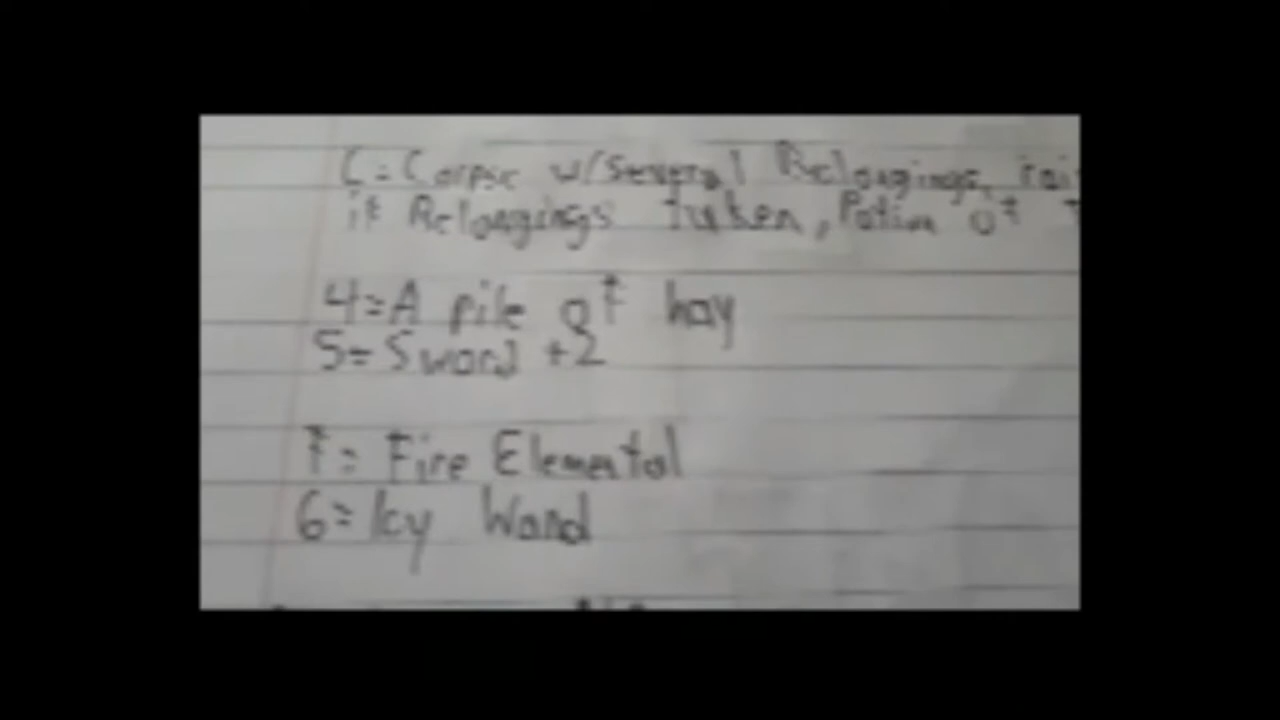 C = Corpse w/Several Belongings,
if Belongings taken, Potion of
4 = A pile of hay
5 = Sword +2
F = Fire Elemental
6 = Icy Wand